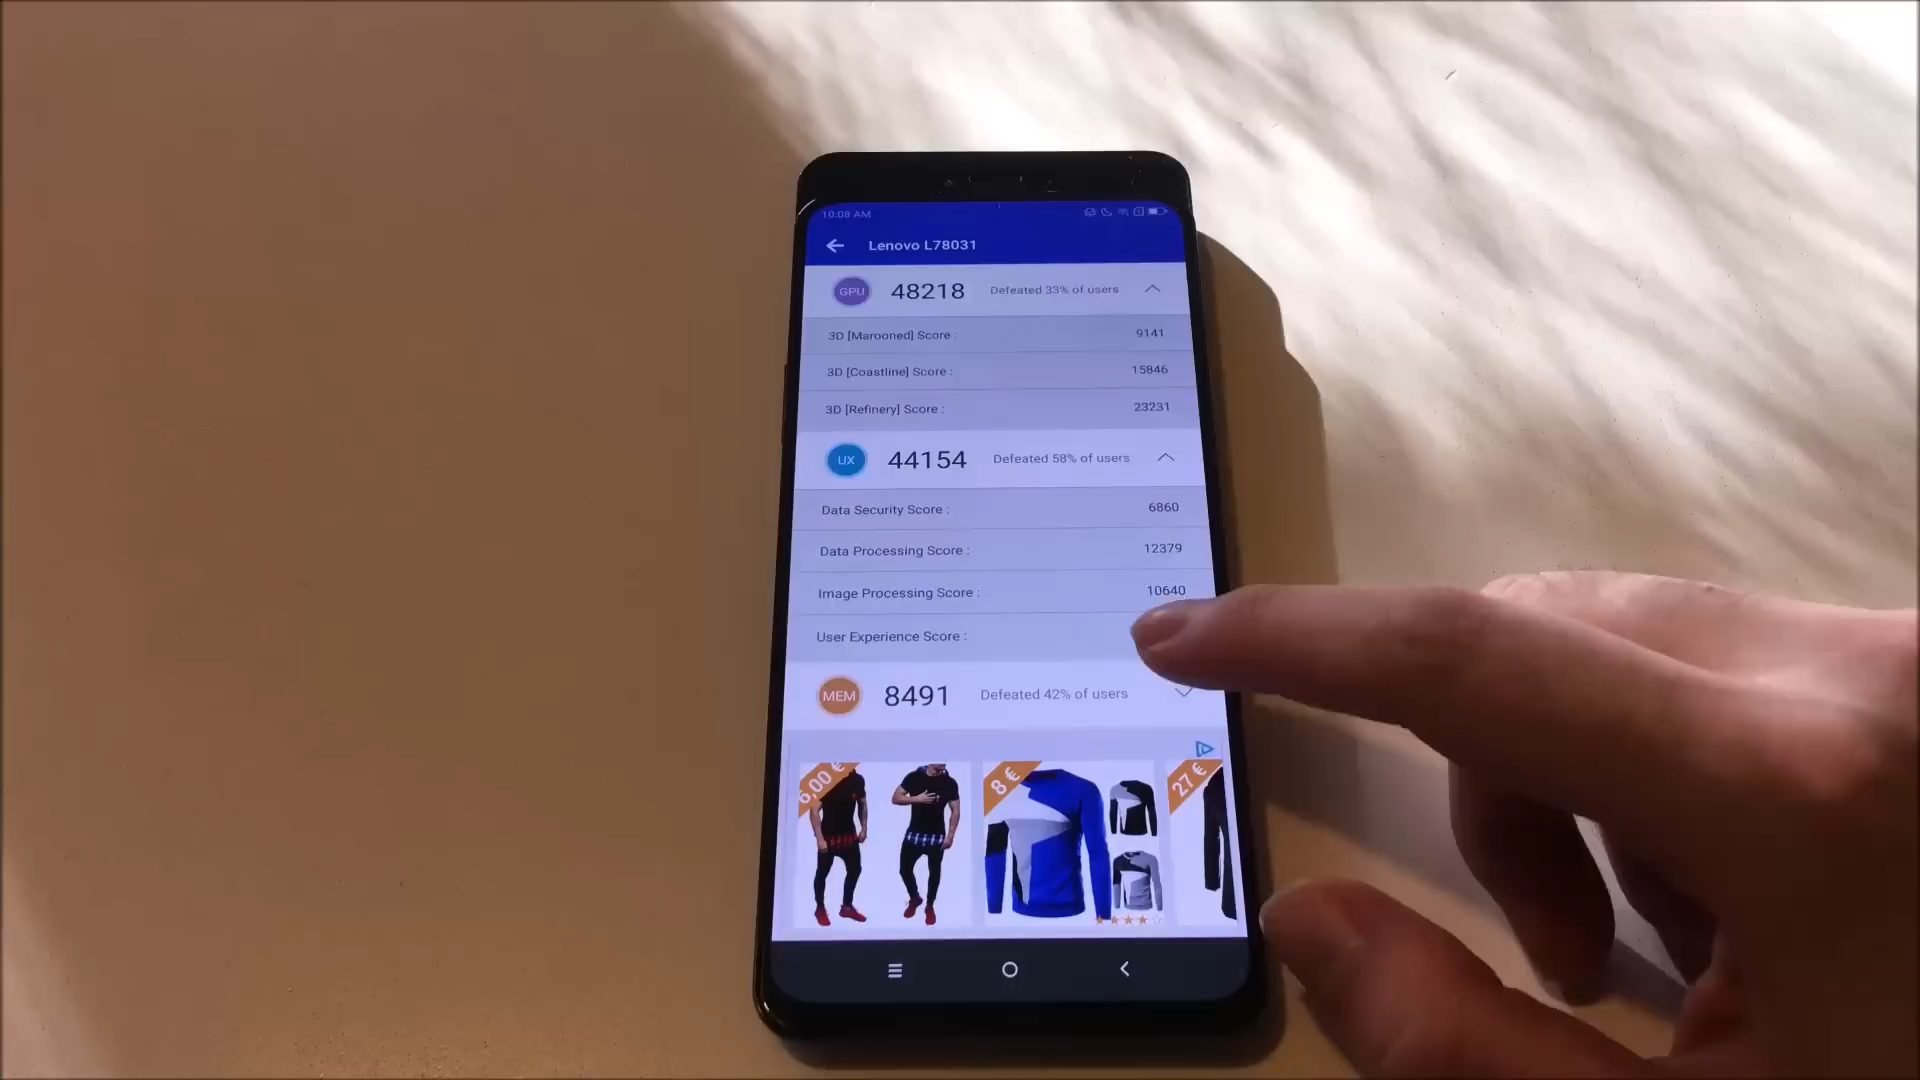 10:08 AM
Lenovo L78031
GPU 48218 Defeated 33% of users
3D [Marooned] Score : 9141
3D [Coastline] Score : 15846
3D [Refinery] Score : 23231
UX 44154 Defeated 58% of users
Data Security Score : 6860
Data Processing Score : 12379
Image Processing Score : 10640
User Experience Score :
MEM 8491 Defeated 42% of users
6,00 € 8 € 27 €